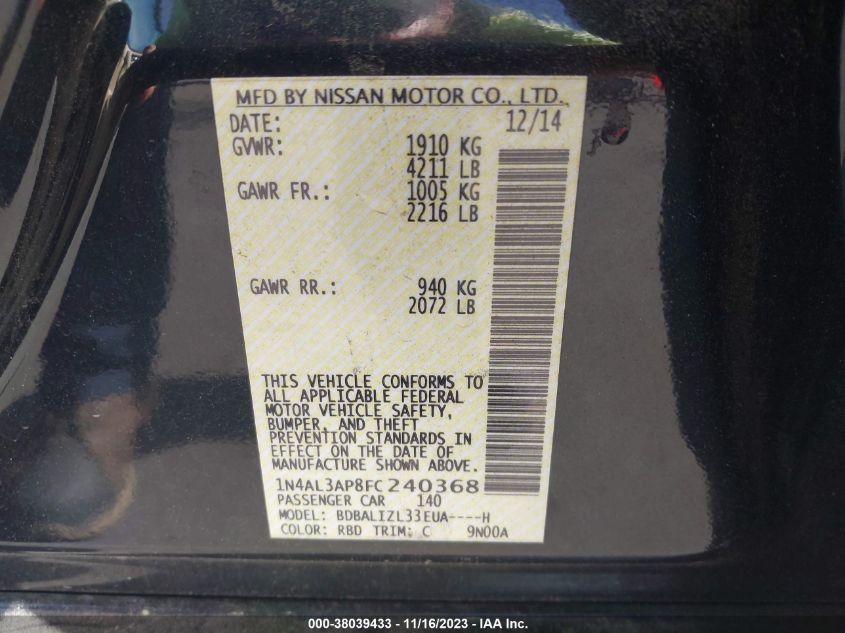 MFD BY NISSAN MOTOR CO., LTD.
DATE: 12/14
GVWR: 1910 KG
4211 LB
GAWR FR.: 1005 KG
2216 LB
GAWR RR.: 940 KG
2072 LB
THIS VEHICLE CONFORMS TO
ALL APPLICABLE FEDERAL
MOTOR VEHICLE SAFETY,
BUMPER, AND THEFT
PREVENTION STANDARDS IN
EFFECT ON THE DATE OF
MANUFACTURE SHOWN ABOVE.
1N4AL3AP8FC240368
PASSENGER CAR 140
MODEL: BDBALIZL33EUA----H
COLOR: RBD TRIM: C 9N00A
000-38039433 - 11/16/2023 - IAA Inc.